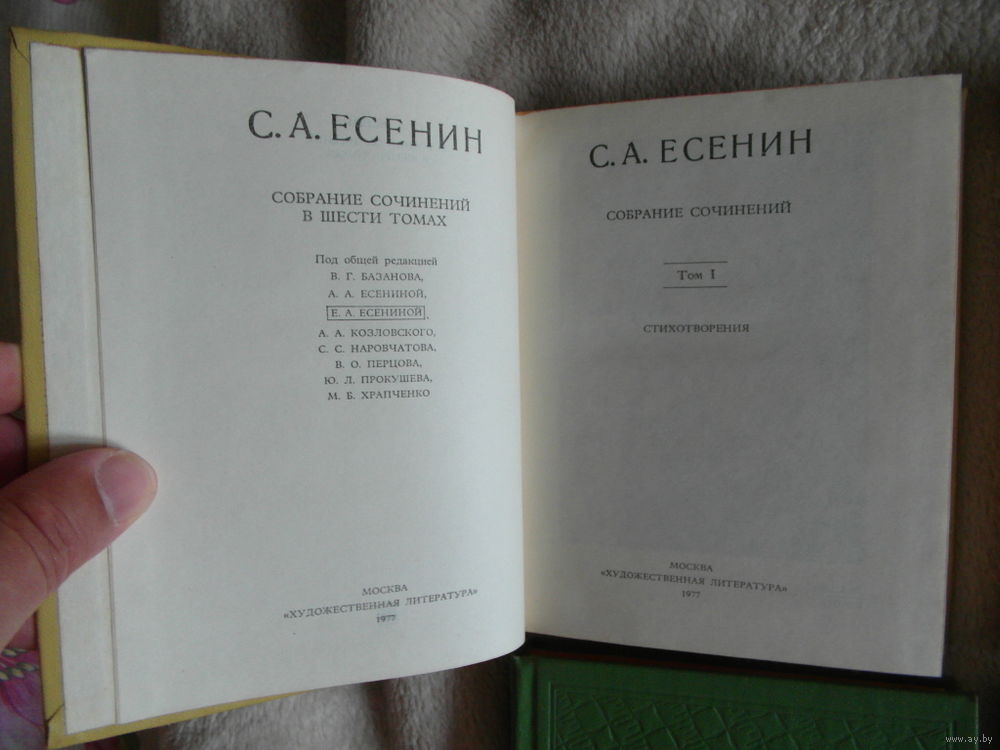 С. А. ЕСЕНИН
СОБРАНИЕ СОЧИНЕНИЙ
В ШЕСТИ ТОМАХ
Под общей редакцией
В. Г. БАЗАНОВА,
А. А. ЕСЕНИНОЙ,
Е. А. ЕСЕНИНОЙ,
А. А. КОЗЛОВСКОГО,
С. С. НАРОВЧАТОВА,
В. О. ПЕРЦОВА,
Ю. Л. ПРОКУШЕВА,
М. Б. ХРАПЧЕНКО
МОСКВА
«ХУДОЖЕСТВЕННАЯ ЛИТЕРАТУРА»
1977
С. А. ЕСЕНИН
СОБРАНИЕ СОЧИНЕНИЙ
Том I
СТИХОТВОРЕНИЯ
МОСКВА
«ХУДОЖЕСТВЕННАЯ ЛИТЕРАТУРА»
1977
www.ay.by